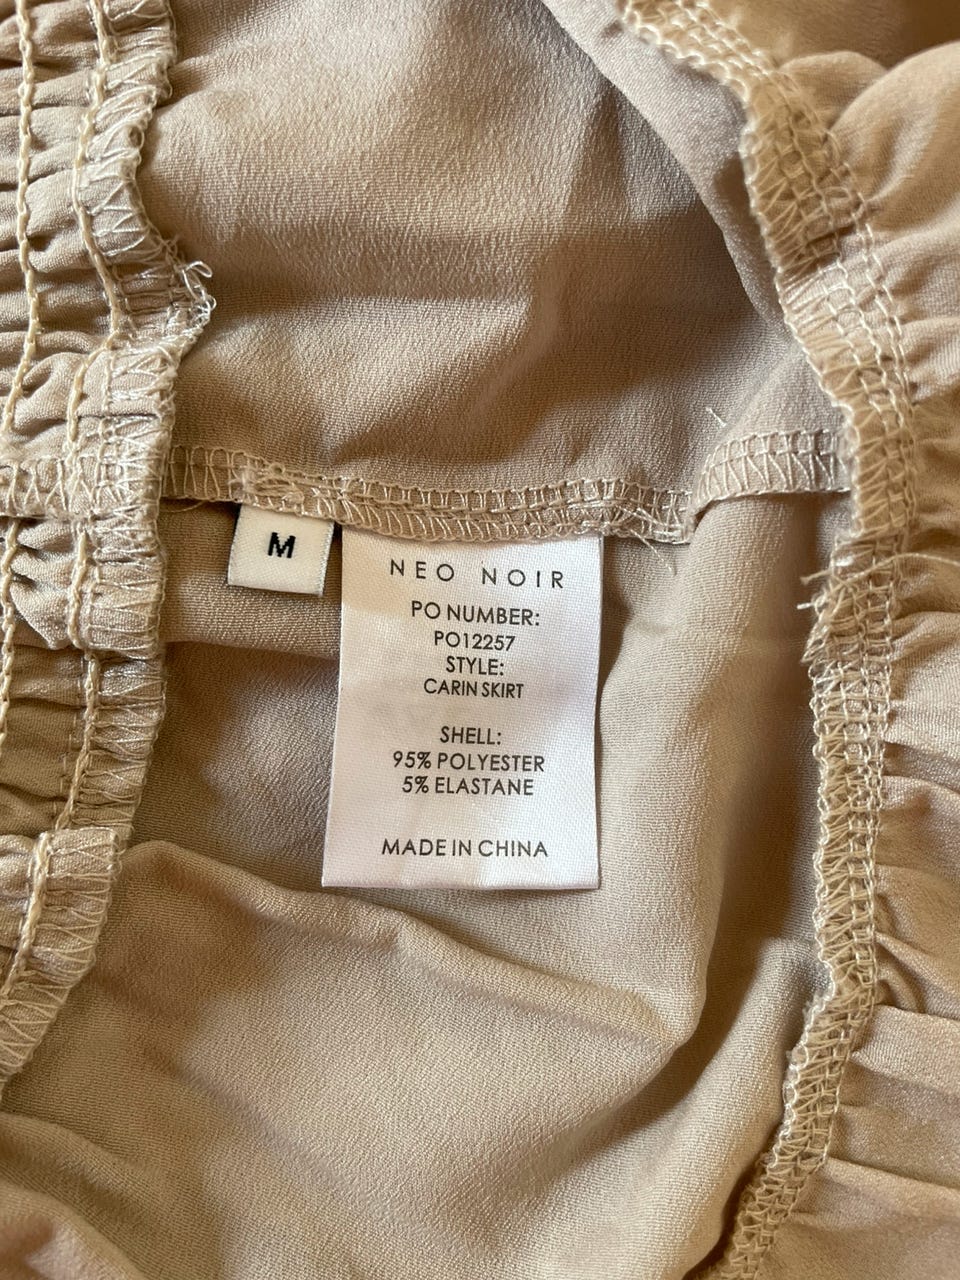 M
NEO NOIR
PO NUMBER:
PO12257
STYLE:
CARIN SKIRT
SHELL:
95% POLYESTER
5% ELASTANE
MADE IN CHINA